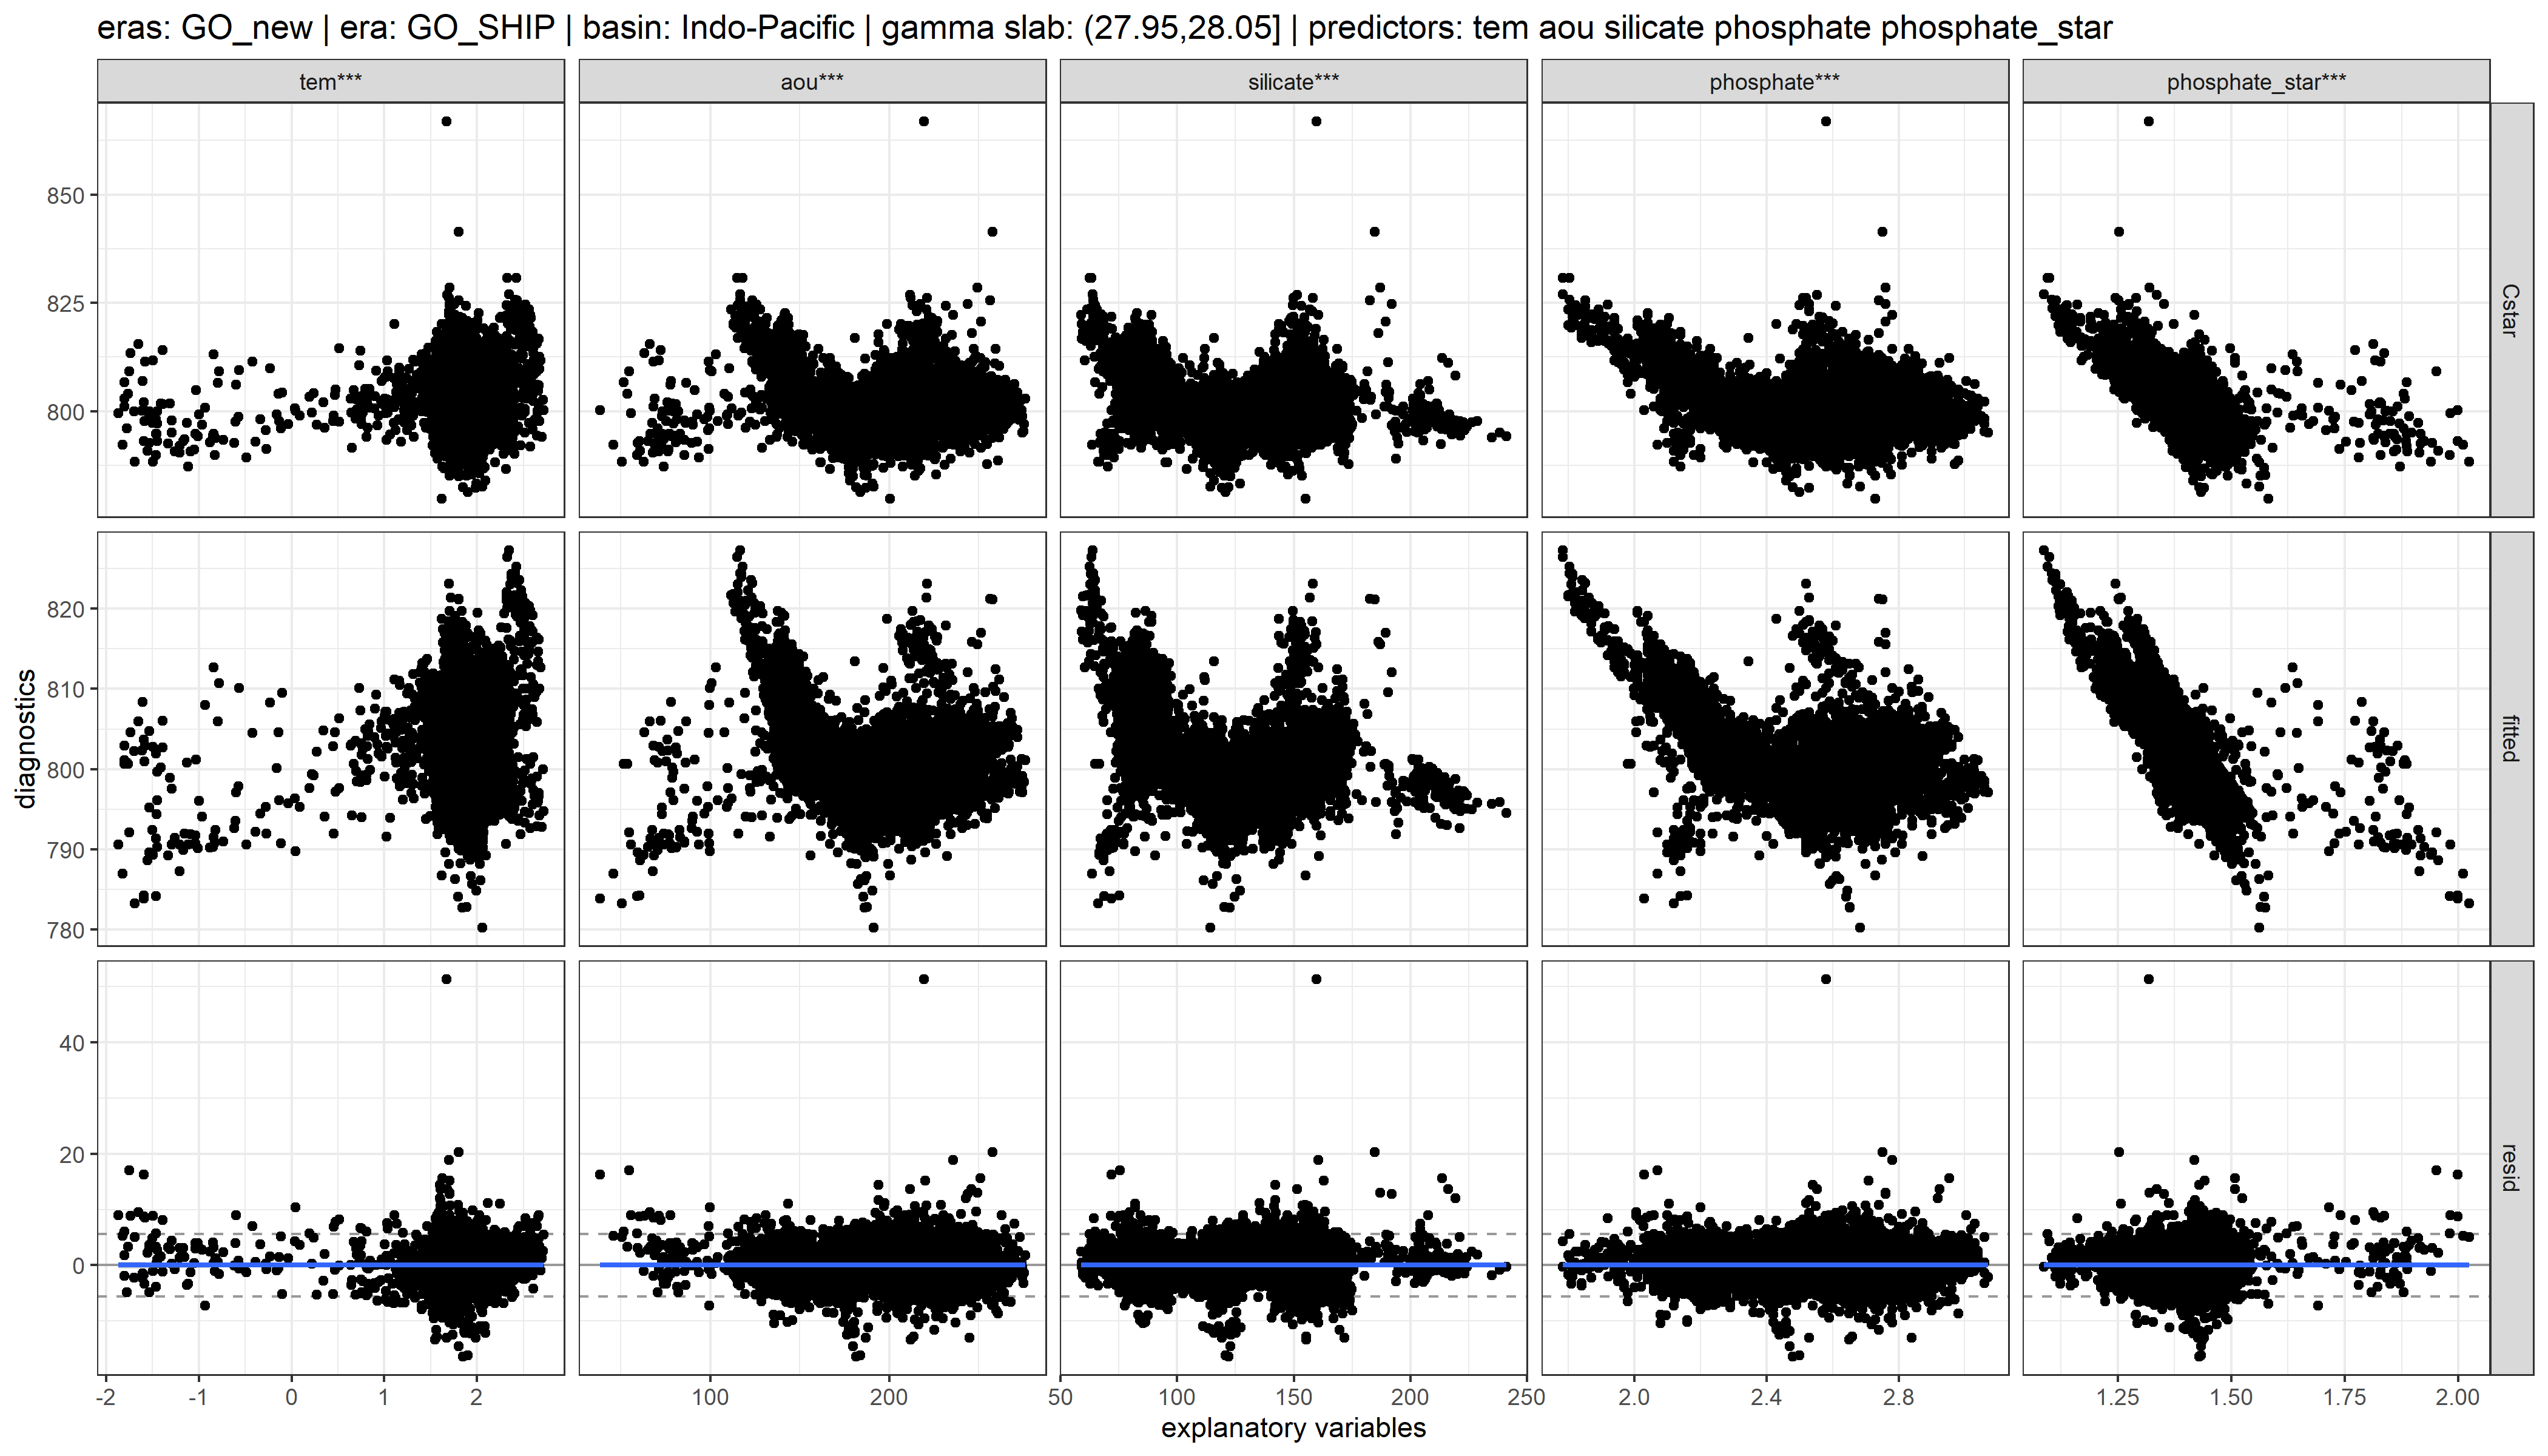 eras: GO_new | era: GO_SHIP | basin: Indo-Pacific | gamma slab: (27.95,28.05] | predictors: tem aou silicate phosphate phosphate_star
tem*** aou*** silicate*** phosphate*** phosphate_star***
850
825
800
Cstar
820
810
800
790
780
fitted
40
20
0
resid
diagnostics
-2 -1 0 1 2 100 200 50 100 150 200 250 2.0 2.4 2.8 1.25 1.50 1.75 2.00
explanatory variables